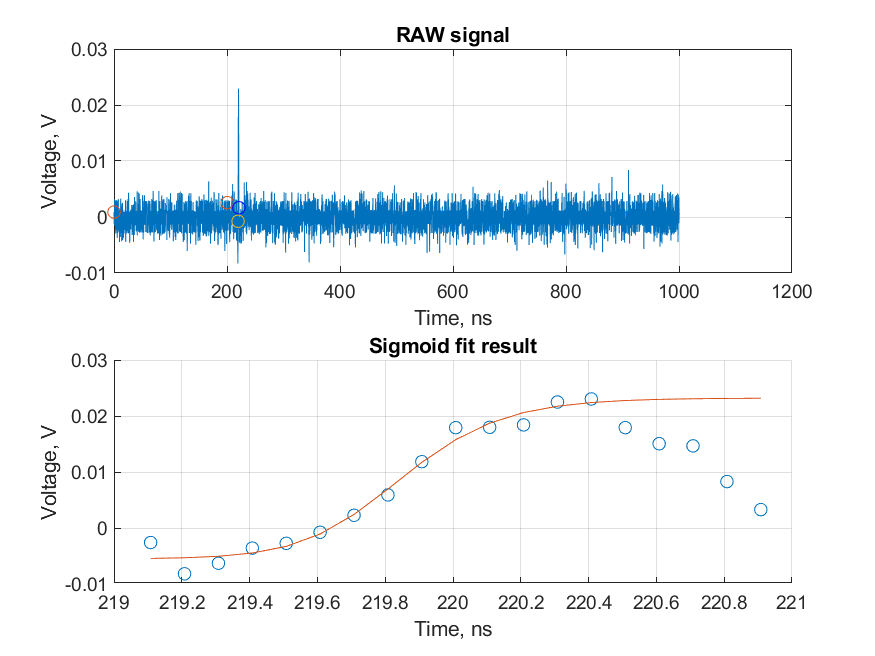 RAW signal
0.03
0.02
0.01
0
-0.01
Voltage, V
0 200 400 600 800 1000 1200
Time, ns
Sigmoid fit result
0.03
0.02
0.01
0
-0.01
Voltage, V
219 219.2 219.4 219.6 219.8 220 220.2 220.4 220.6 220.8 221
Time, ns